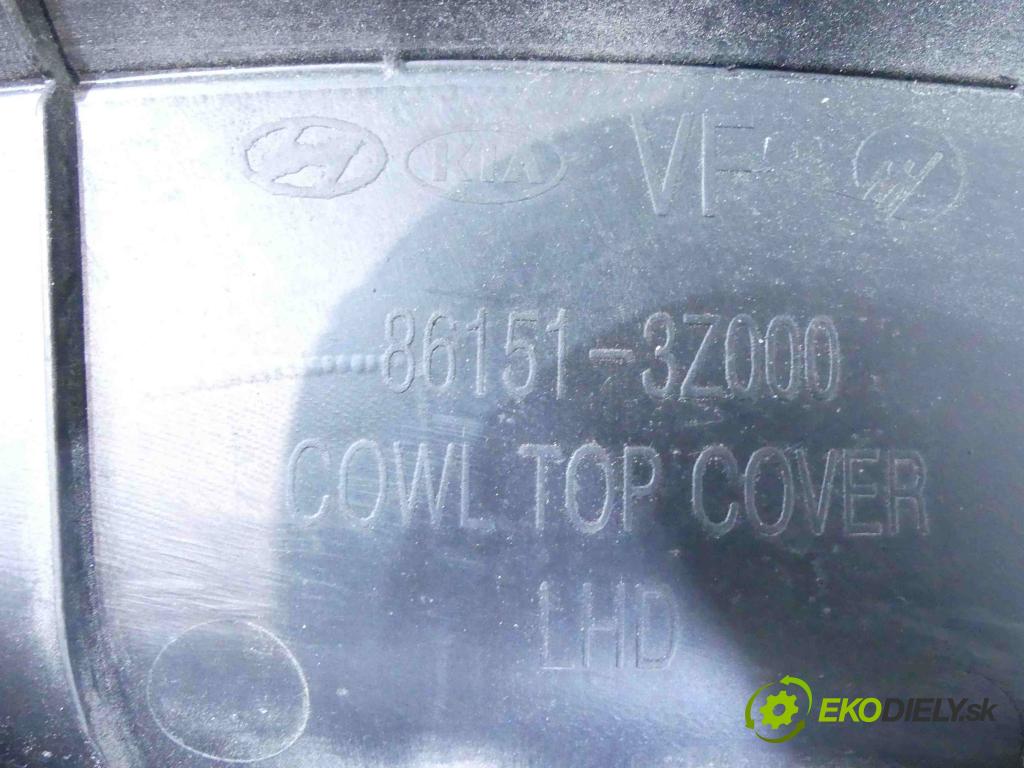 KIA VF
86151-3Z000
COWL TOP COVER
LHD
EKODIELY.sk